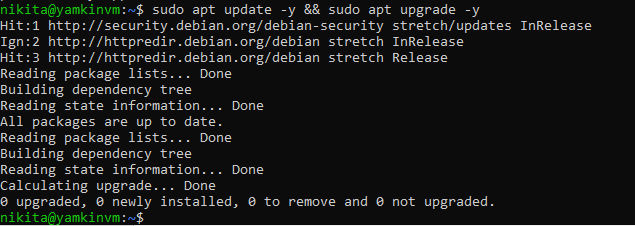 nikita@yamkinvm:~$ sudo apt update -y && sudo apt upgrade -y
Hit:1 http://security.debian.org/debian-security stretch/updates InRelease
Ign:2 http://httpredir.debian.org/debian stretch InRelease
Hit:3 http://httpredir.debian.org/debian stretch Release
Reading package lists... Done
Building dependency tree
Reading state information... Done
All packages are up to date.
Reading package lists... Done
Building dependency tree
Reading state information... Done
Calculating upgrade... Done
0 upgraded, 0 newly installed, 0 to remove and 0 not upgraded.
nikita@yamkinvm:~$